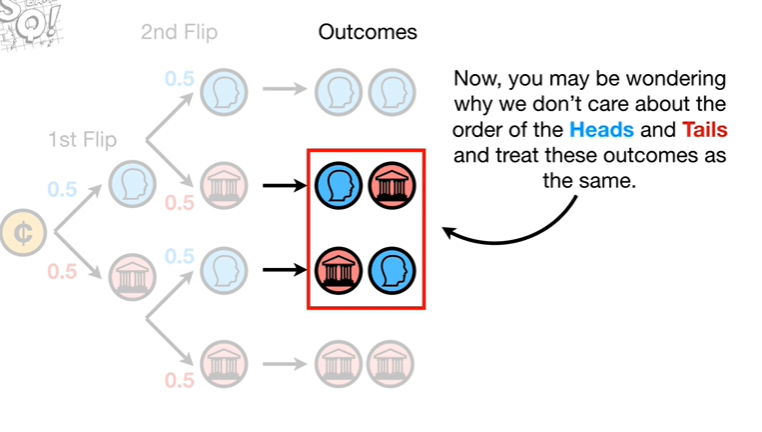 SQ!
2nd Flip
Outcomes
0.5
1st Flip
0.5
0.5
¢
0.5
0.5
0.5
Now, you may be wondering
why we don’t care about the
order of the Heads and Tails
and treat these outcomes as
the same.